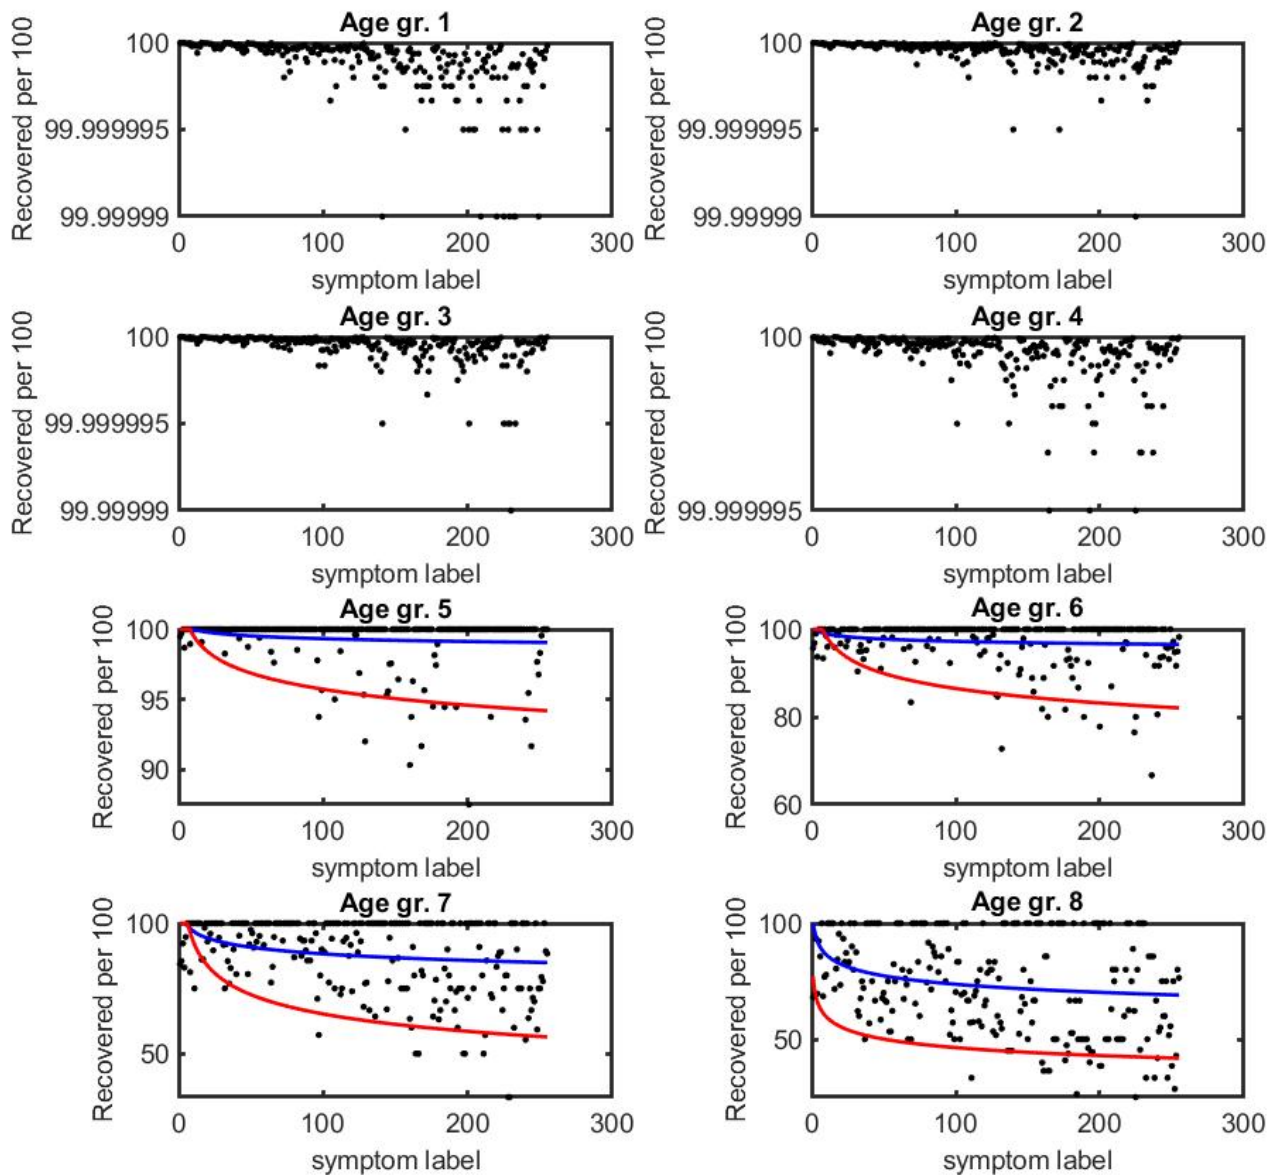 Age gr. 1
Recovered per 100
100
99.999995
99.99999
0 100 200 300
symptom label
Age gr. 2
Recovered per 100
100
99.999995
99.99999
0 100 200 300
symptom label
Age gr. 3
Recovered per 100
100
99.999995
99.99999
0 100 200 300
symptom label
Age gr. 4
Recovered per 100
100
99.999995
0 100 200 300
symptom label
Age gr. 5
Recovered per 100
100
95
90
0 100 200 300
symptom label
Age gr. 6
Recovered per 100
100
80
60
0 100 200 300
symptom label
Age gr. 7
Recovered per 100
100
50
0 100 200 300
symptom label
Age gr. 8
Recovered per 100
100
50
0 100 200 300
symptom label